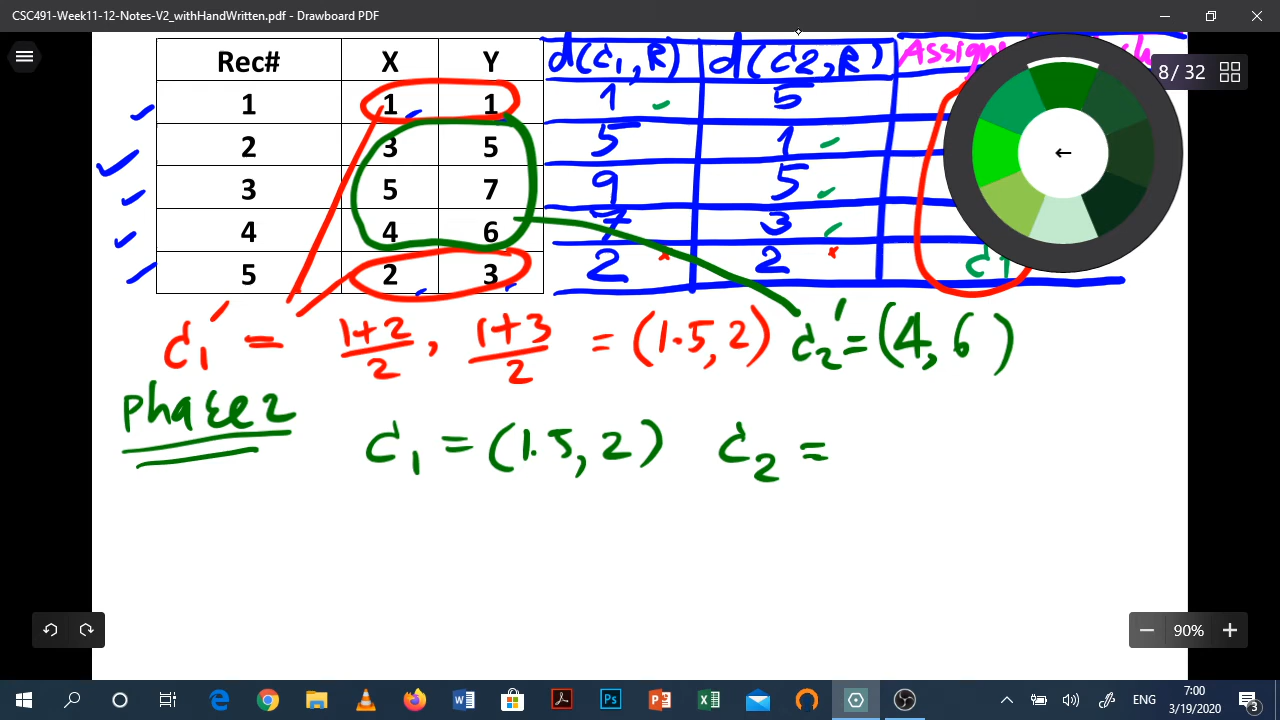 CSC491-Week11-12-Notes-V2_withHandWritten.pdf - Drawboard PDF
8 / 32
Rec# X Y d(c1,R) d(c2,R) Assign
1 1 1 1 5
2 3 5 5 1
3 5 7 9 5
4 4 6 7 3
5 2 3 2 2 c1
c1' = 1+2/2, 1+3/2 = (1.5, 2) c2' = (4, 6)
Phase 2 c1 = (1.5, 2) c2 =
90%
ENG 7:00 3/19/2020 3